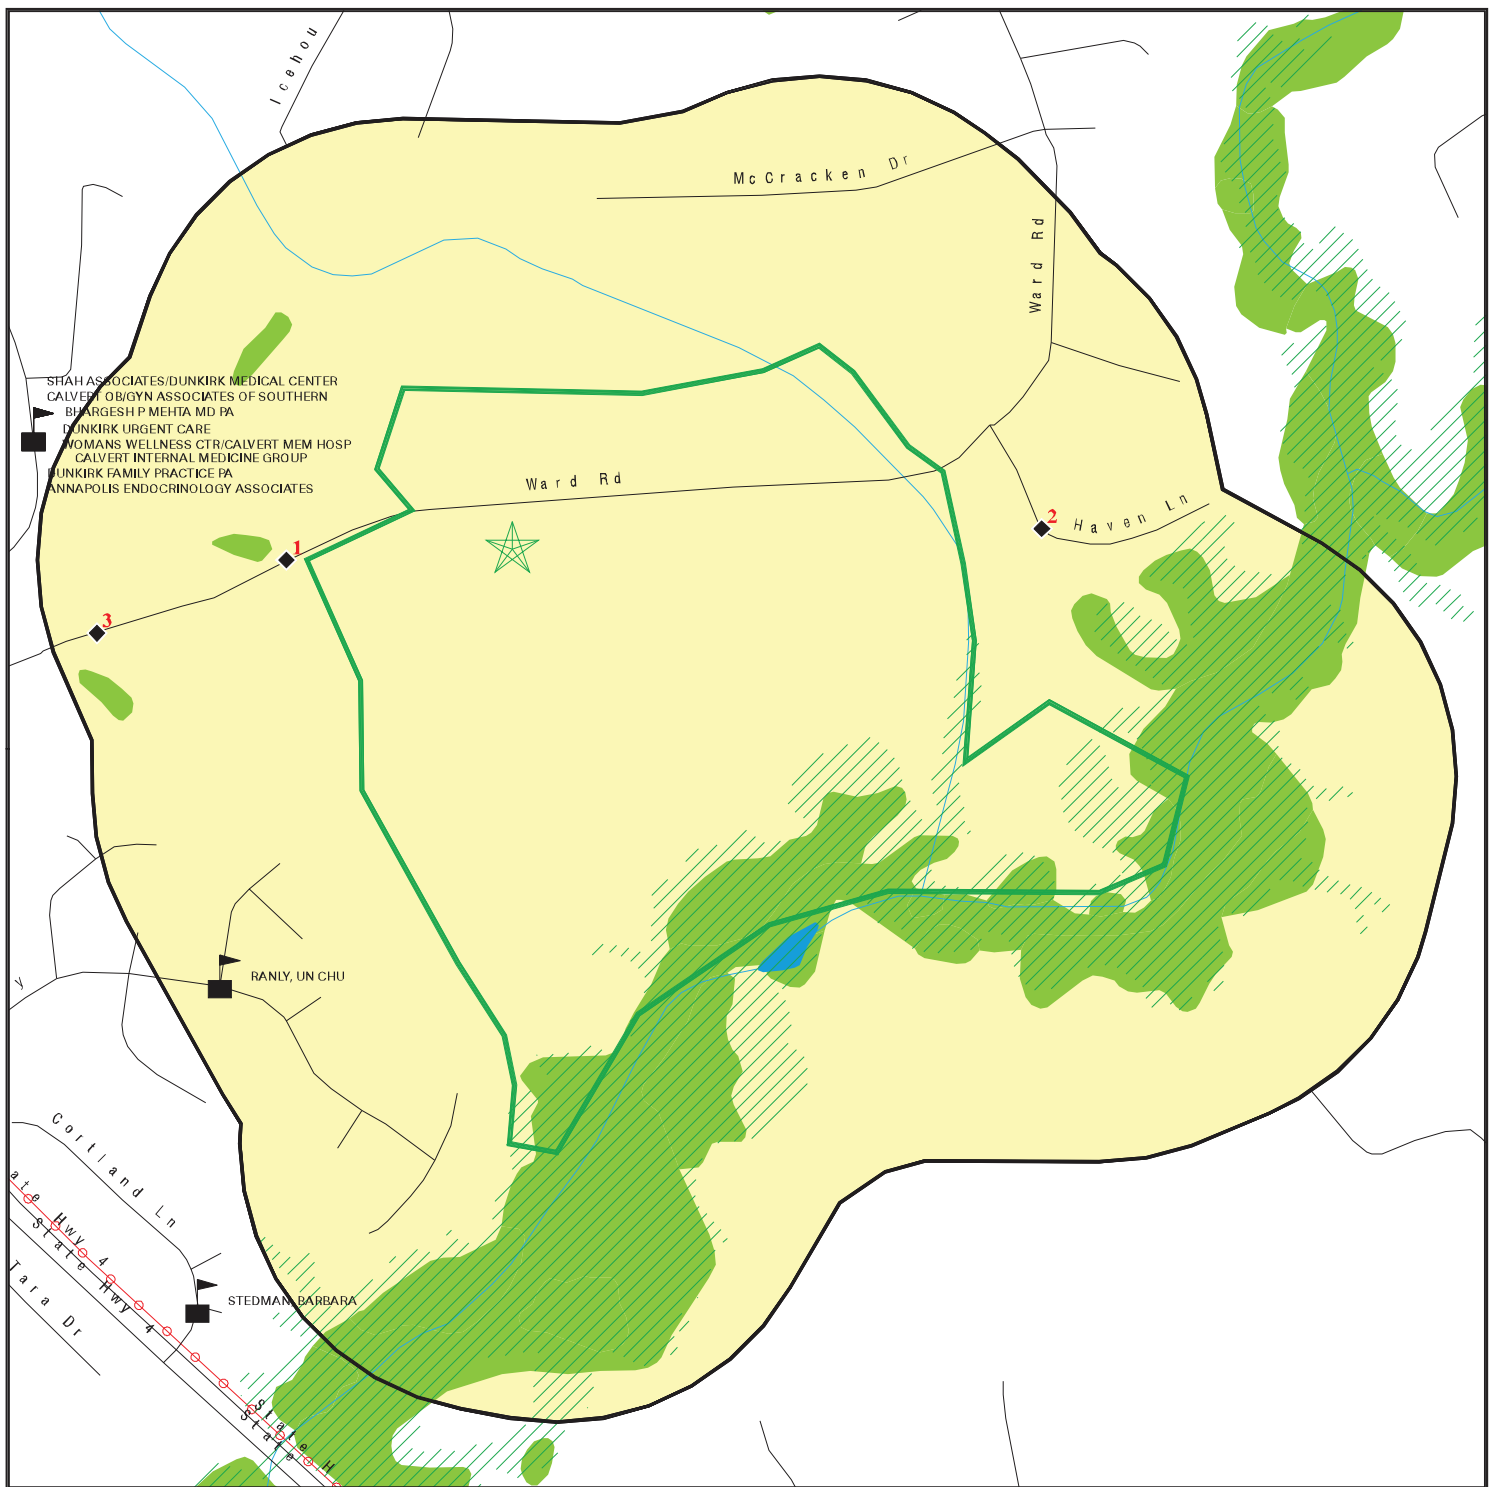 Icehou
McCracken Dr
Ward Rd
SHAH ASSOCIATES/DUNKIRK MEDICAL CENTER
CALVERT OB/GYN ASSOCIATES OF SOUTHERN
BHARGESH P MEHTA MD PA
DUNKIRK URGENT CARE
WOMANS WELLNESS CTR/CALVERT MEM HOSP
CALVERT INTERNAL MEDICINE GROUP
DUNKIRK FAMILY PRACTICE PA
ANNAPOLIS ENDOCRINOLOGY ASSOCIATES
Ward Rd
2
Haven Ln
1
3
RANLY, UN CHU
y
Cortland Ln
ate Hwy 4
State Hwy 4
Tara Dr
STEDMAN, BARBARA
State H
State